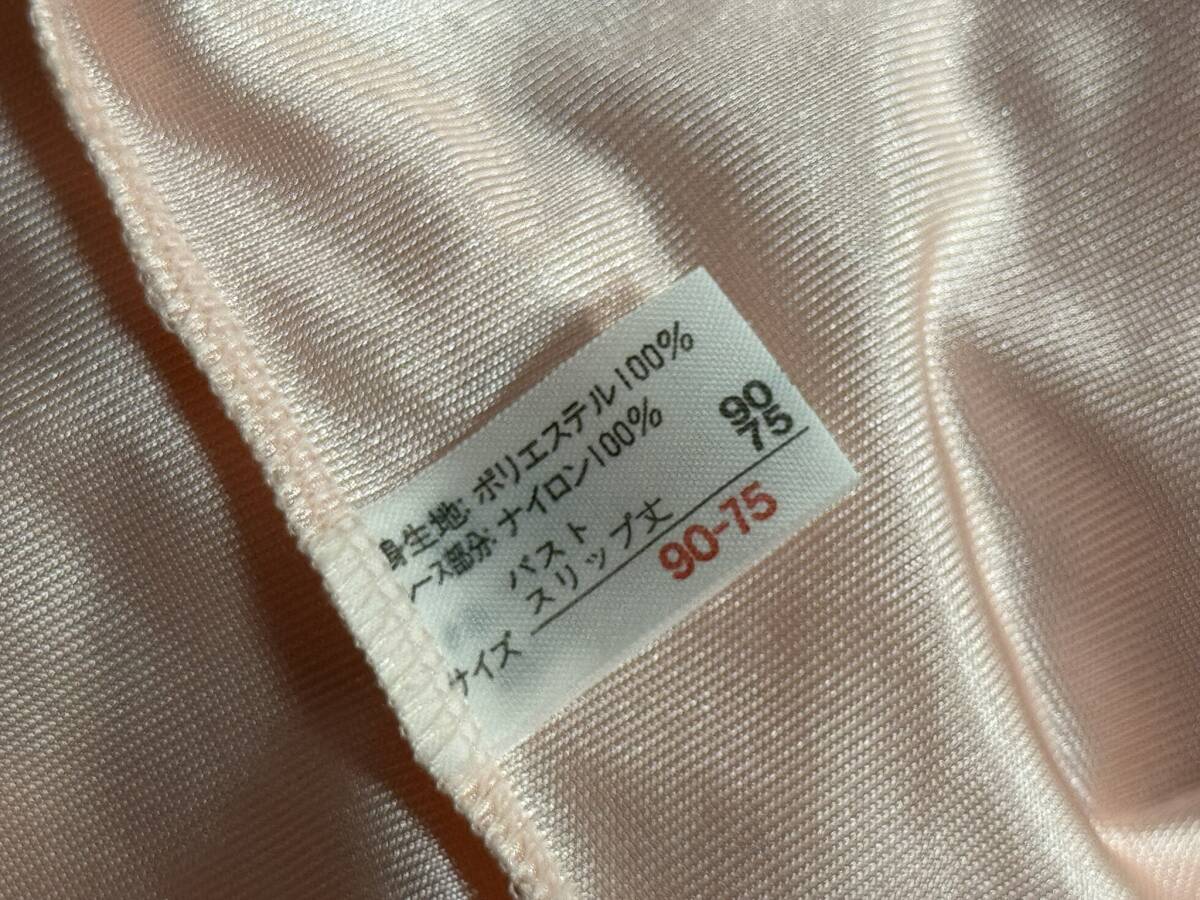 身生地:ポリエステル100%
ース部分:ナイロン100%
サイズ
バスト 90
スリップ丈 75
90-75